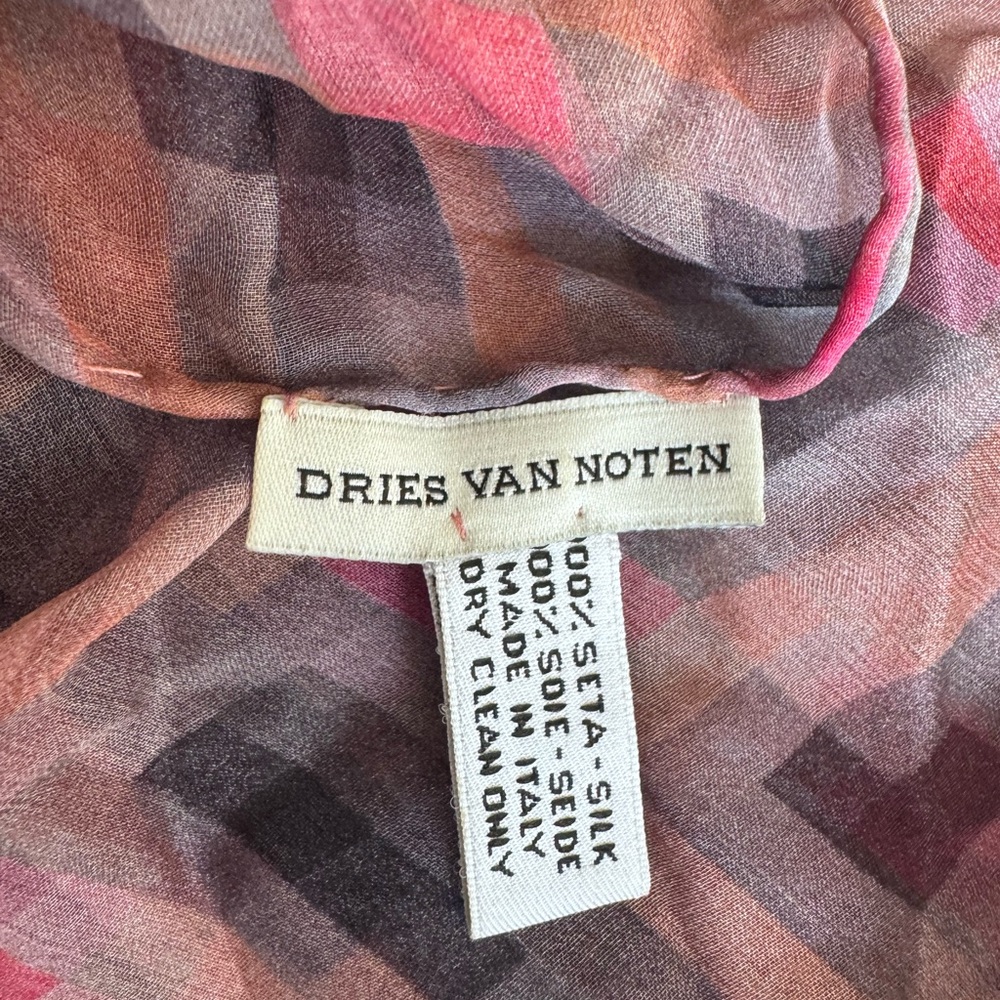 DRIES VAN NOTEN
00% SETA-SILK
00% SOIE-SEIDE
MADE IN ITALY
DRY CLEAN ONLY